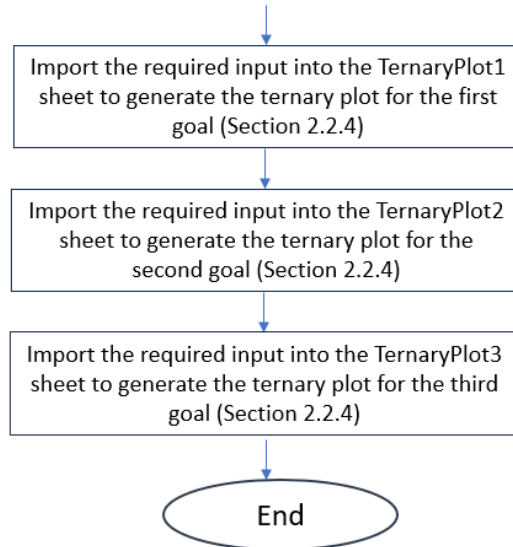 Import the required input into the TernaryPlot1
sheet to generate the ternary plot for the first
goal (Section 2.2.4)
Import the required input into the TernaryPlot2
sheet to generate the ternary plot for the
second goal (Section 2.2.4)
Import the required input into the TernaryPlot3
sheet to generate the ternary plot for the third
goal (Section 2.2.4)
End